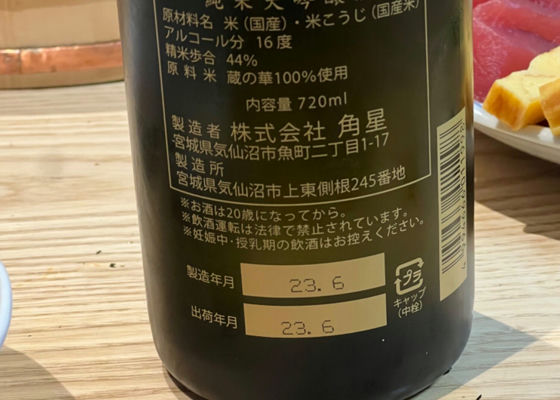 純米大吟醸
原材料名 米(国産)・米こうじ(国産米)
アルコール分 16度
精米歩合 44%
原料米 蔵の華100%使用
内容量 720ml
製造者 株式会社 角星
宮城県気仙沼市魚町二丁目1-17
製造所
宮城県気仙沼市上東側根245番地
※お酒は20歳になってから。
※飲酒運転は法律で禁止されています。
※妊娠中・授乳期の飲酒はお控えください。
製造年月 23.6
出荷年月 23.6
プラ
キャップ
(中栓)